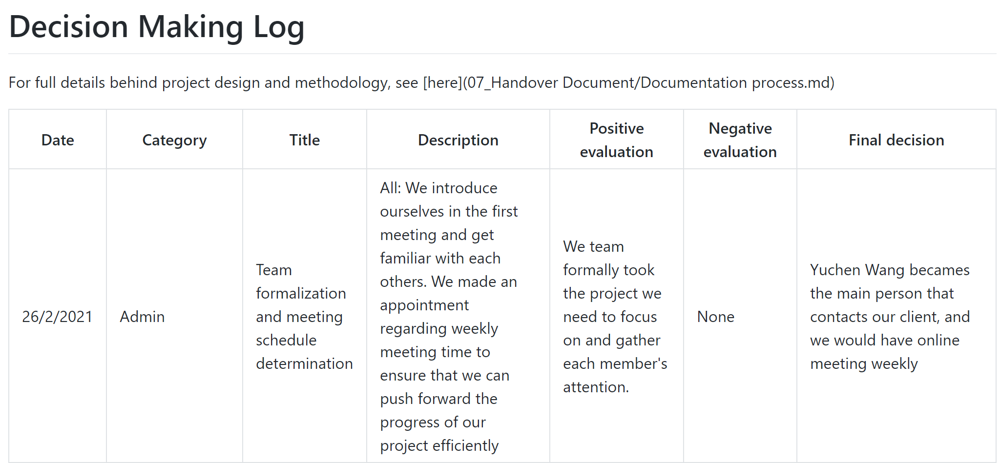 Decision Making Log
For full details behind project design and methodology, see [here](07_Handover Document/Documentation process.md)
Date
Category
Title
Description
Positive
evaluation
Negative
evaluation
Final decision
26/2/2021
Admin
Team
formalization
and meeting
schedule
determination
All: We introduce
ourselves in the first
meeting and get
familiar with each
others. We made an
appointment
regarding weekly
meeting time to
ensure that we can
push forward the
progress of our
project efficiently
We team
formally took
the project we
need to focus
on and gather
each member's
attention.
None
Yuchen Wang becames
the main person that
contacts our client, and
we would have online
meeting weekly